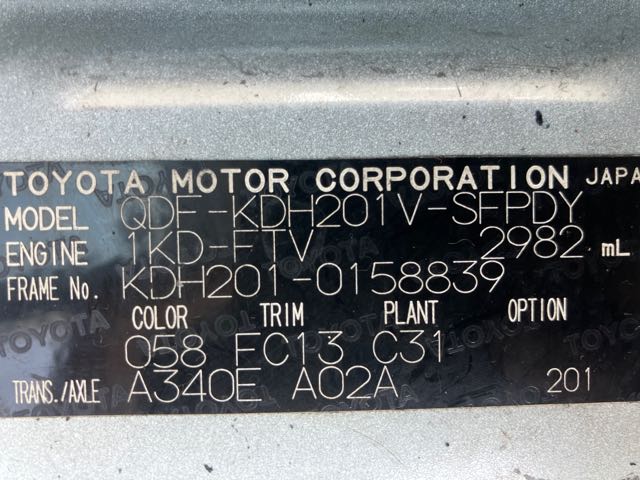 TOYOTA MOTOR CORPORATION JAPA
MODEL QDF-KDH201V-SFPDY
ENGINE 1KD-FTV 2982 mL
FRAME No. KDH201-0158839
COLOR TRIM PLANT OPTION
058 FC13 C31
TRANS./AXLE A340E A02A 201